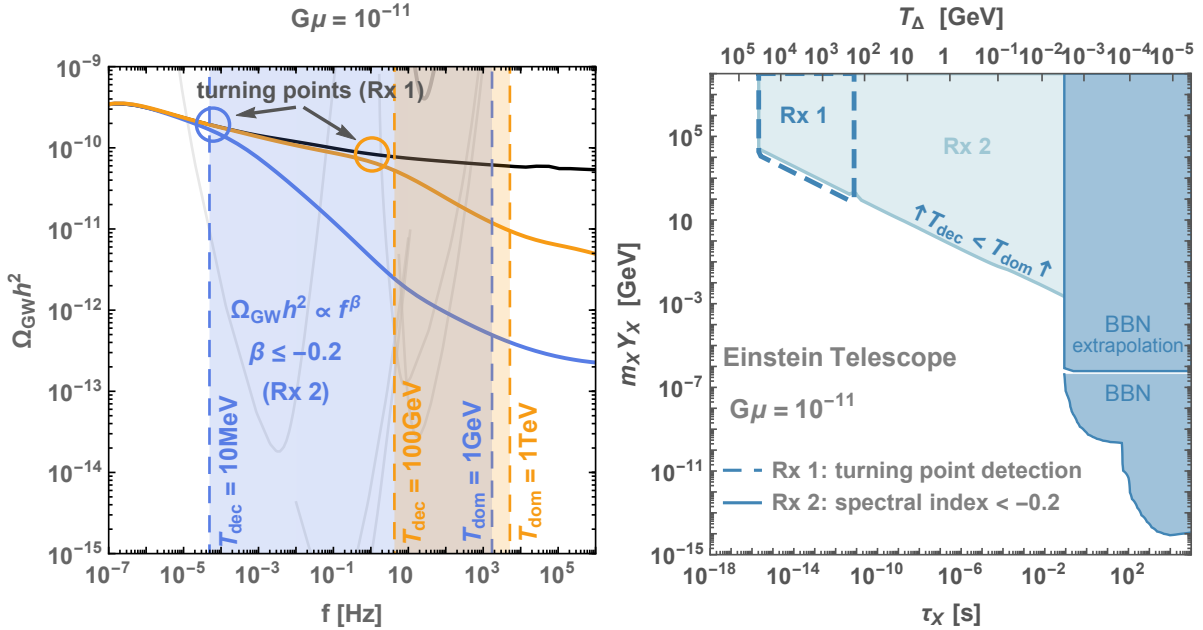 Gμ = 10⁻¹¹
turning points (Rx 1)
Ω_GW h² ∝ f^β
β ≤ −0.2
(Rx 2)
T_dec = 10MeV
T_dec = 100GeV
T_dom = 1GeV
T_dom = 1TeV
10⁻⁹
10⁻¹⁰
10⁻¹¹
10⁻¹²
10⁻¹³
10⁻¹⁴
10⁻¹⁵
Ω_GW h²
10⁻⁷ 10⁻⁵ 10⁻³ 10⁻¹ 10¹ 10³ 10⁵
f [Hz]
T_Δ [GeV]
10⁵ 10⁴ 10³ 10² 10 1 10⁻¹ 10⁻² 10⁻³ 10⁻⁴ 10⁻⁵
Rx 1
Rx 2
↑ T_dec < T_dom ↑
BBN
extrapolation
BBN
Einstein Telescope
Gμ = 10⁻¹¹
Rx 1: turning point detection
Rx 2: spectral index < −0.2
10⁵
10
10⁻³
10⁻⁷
10⁻¹¹
10⁻¹⁵
m_X Y_X [GeV]
10⁻¹⁸ 10⁻¹⁴ 10⁻¹⁰ 10⁻⁶ 10⁻² 10²
τ_X [s]